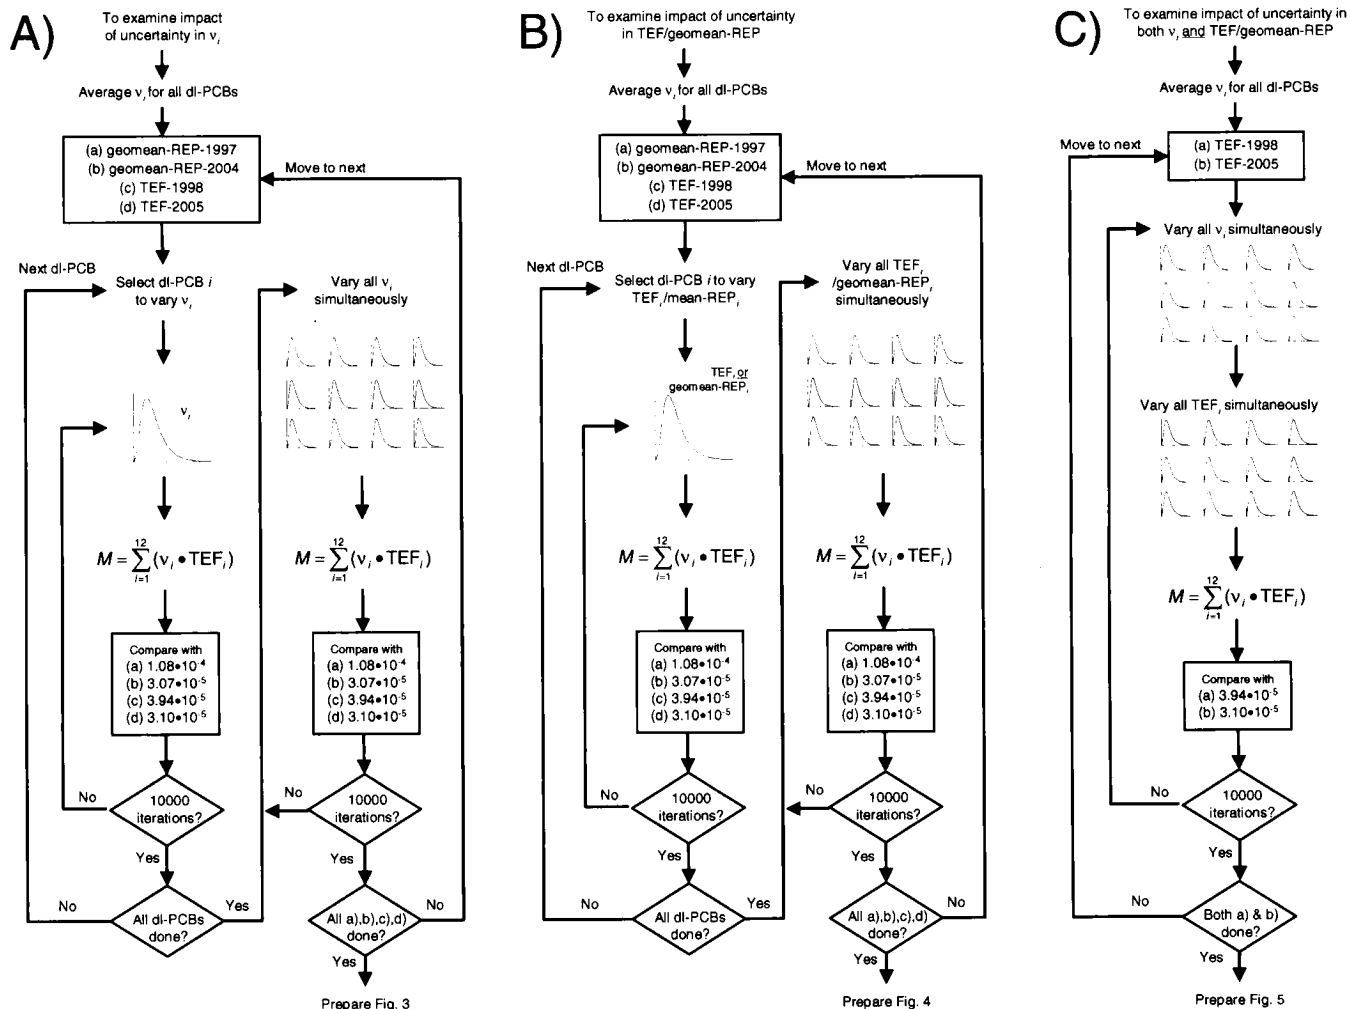 A)
To examine impact
of uncertainty in νi
Average νi for all dl-PCBs
(a) geomean-REP-1997
(b) geomean-REP-2004
(c) TEF-1998
(d) TEF-2005
Move to next
Next dl-PCB
Select dl-PCB i
to vary νi
Vary all νi
simultaneously
νi
M = ∑ i=1 12 (νi • TEFi)
M = ∑ i=1 12 (νi • TEFi)
Compare with
(a) 1.08•10-4
(b) 3.07•10-5
(c) 3.94•10-5
(d) 3.10•10-5
Compare with
(a) 1.08•10-4
(b) 3.07•10-5
(c) 3.94•10-5
(d) 3.10•10-5
No
10000
iterations?
No
10000
iterations?
Yes
Yes
No
All dl-PCBs
done?
Yes
All a),b),c),d)
done?
No
Yes
Prepare Fig. 3
B)
To examine impact of uncertainty
in TEF/geomean-REP
Average νi for all dl-PCBs
(a) geomean-REP-1997
(b) geomean-REP-2004
(c) TEF-1998
(d) TEF-2005
Move to next
Next dl-PCB
Select dl-PCB i to vary
TEFi/mean-REPi
Vary all TEFi
/geomean-REPi
simultaneously
TEFi or
geomean-REPi
M = ∑ i=1 12 (νi • TEFi)
M = ∑ i=1 12 (νi • TEFi)
Compare with
(a) 1.08•10-4
(b) 3.07•10-5
(c) 3.94•10-5
(d) 3.10•10-5
Compare with
(a) 1.08•10-4
(b) 3.07•10-5
(c) 3.94•10-5
(d) 3.10•10-5
No
10000
iterations?
No
10000
iterations?
Yes
Yes
No
All dl-PCBs
done?
Yes
All a),b),c),d)
done?
No
Yes
Prepare Fig. 4
C)
To examine impact of uncertainty in
both νi and TEF/geomean-REP
Average νi for all dl-PCBs
Move to next
(a) TEF-1998
(b) TEF-2005
Vary all νi simultaneously
Vary all TEFi simultaneously
M = ∑ i=1 12 (νi • TEFi)
Compare with
(a) 3.94•10-5
(b) 3.10•10-5
No
10000
iterations?
Yes
No
Both a) & b)
done?
Yes
Prepare Fig. 5